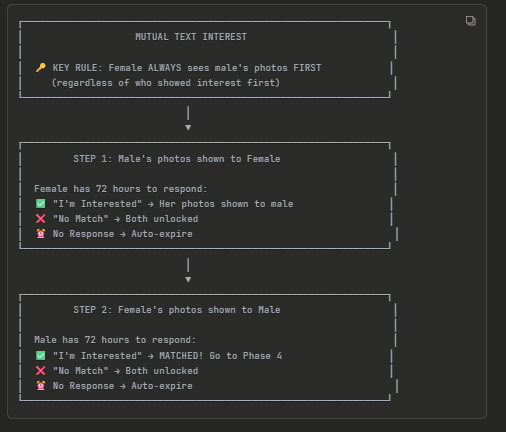 MUTUAL TEXT INTEREST
🔑 KEY RULE: Female ALWAYS sees male's photos FIRST
(regardless of who showed interest first)
STEP 1: Male's photos shown to Female
Female has 72 hours to respond:
✅ "I'm Interested" → Her photos shown to male
❌ "No Match" → Both unlocked
⏰ No Response → Auto-expire
STEP 2: Female's photos shown to Male
Male has 72 hours to respond:
✅ "I'm Interested" → MATCHED! Go to Phase 4
❌ "No Match" → Both unlocked
⏰ No Response → Auto-expire